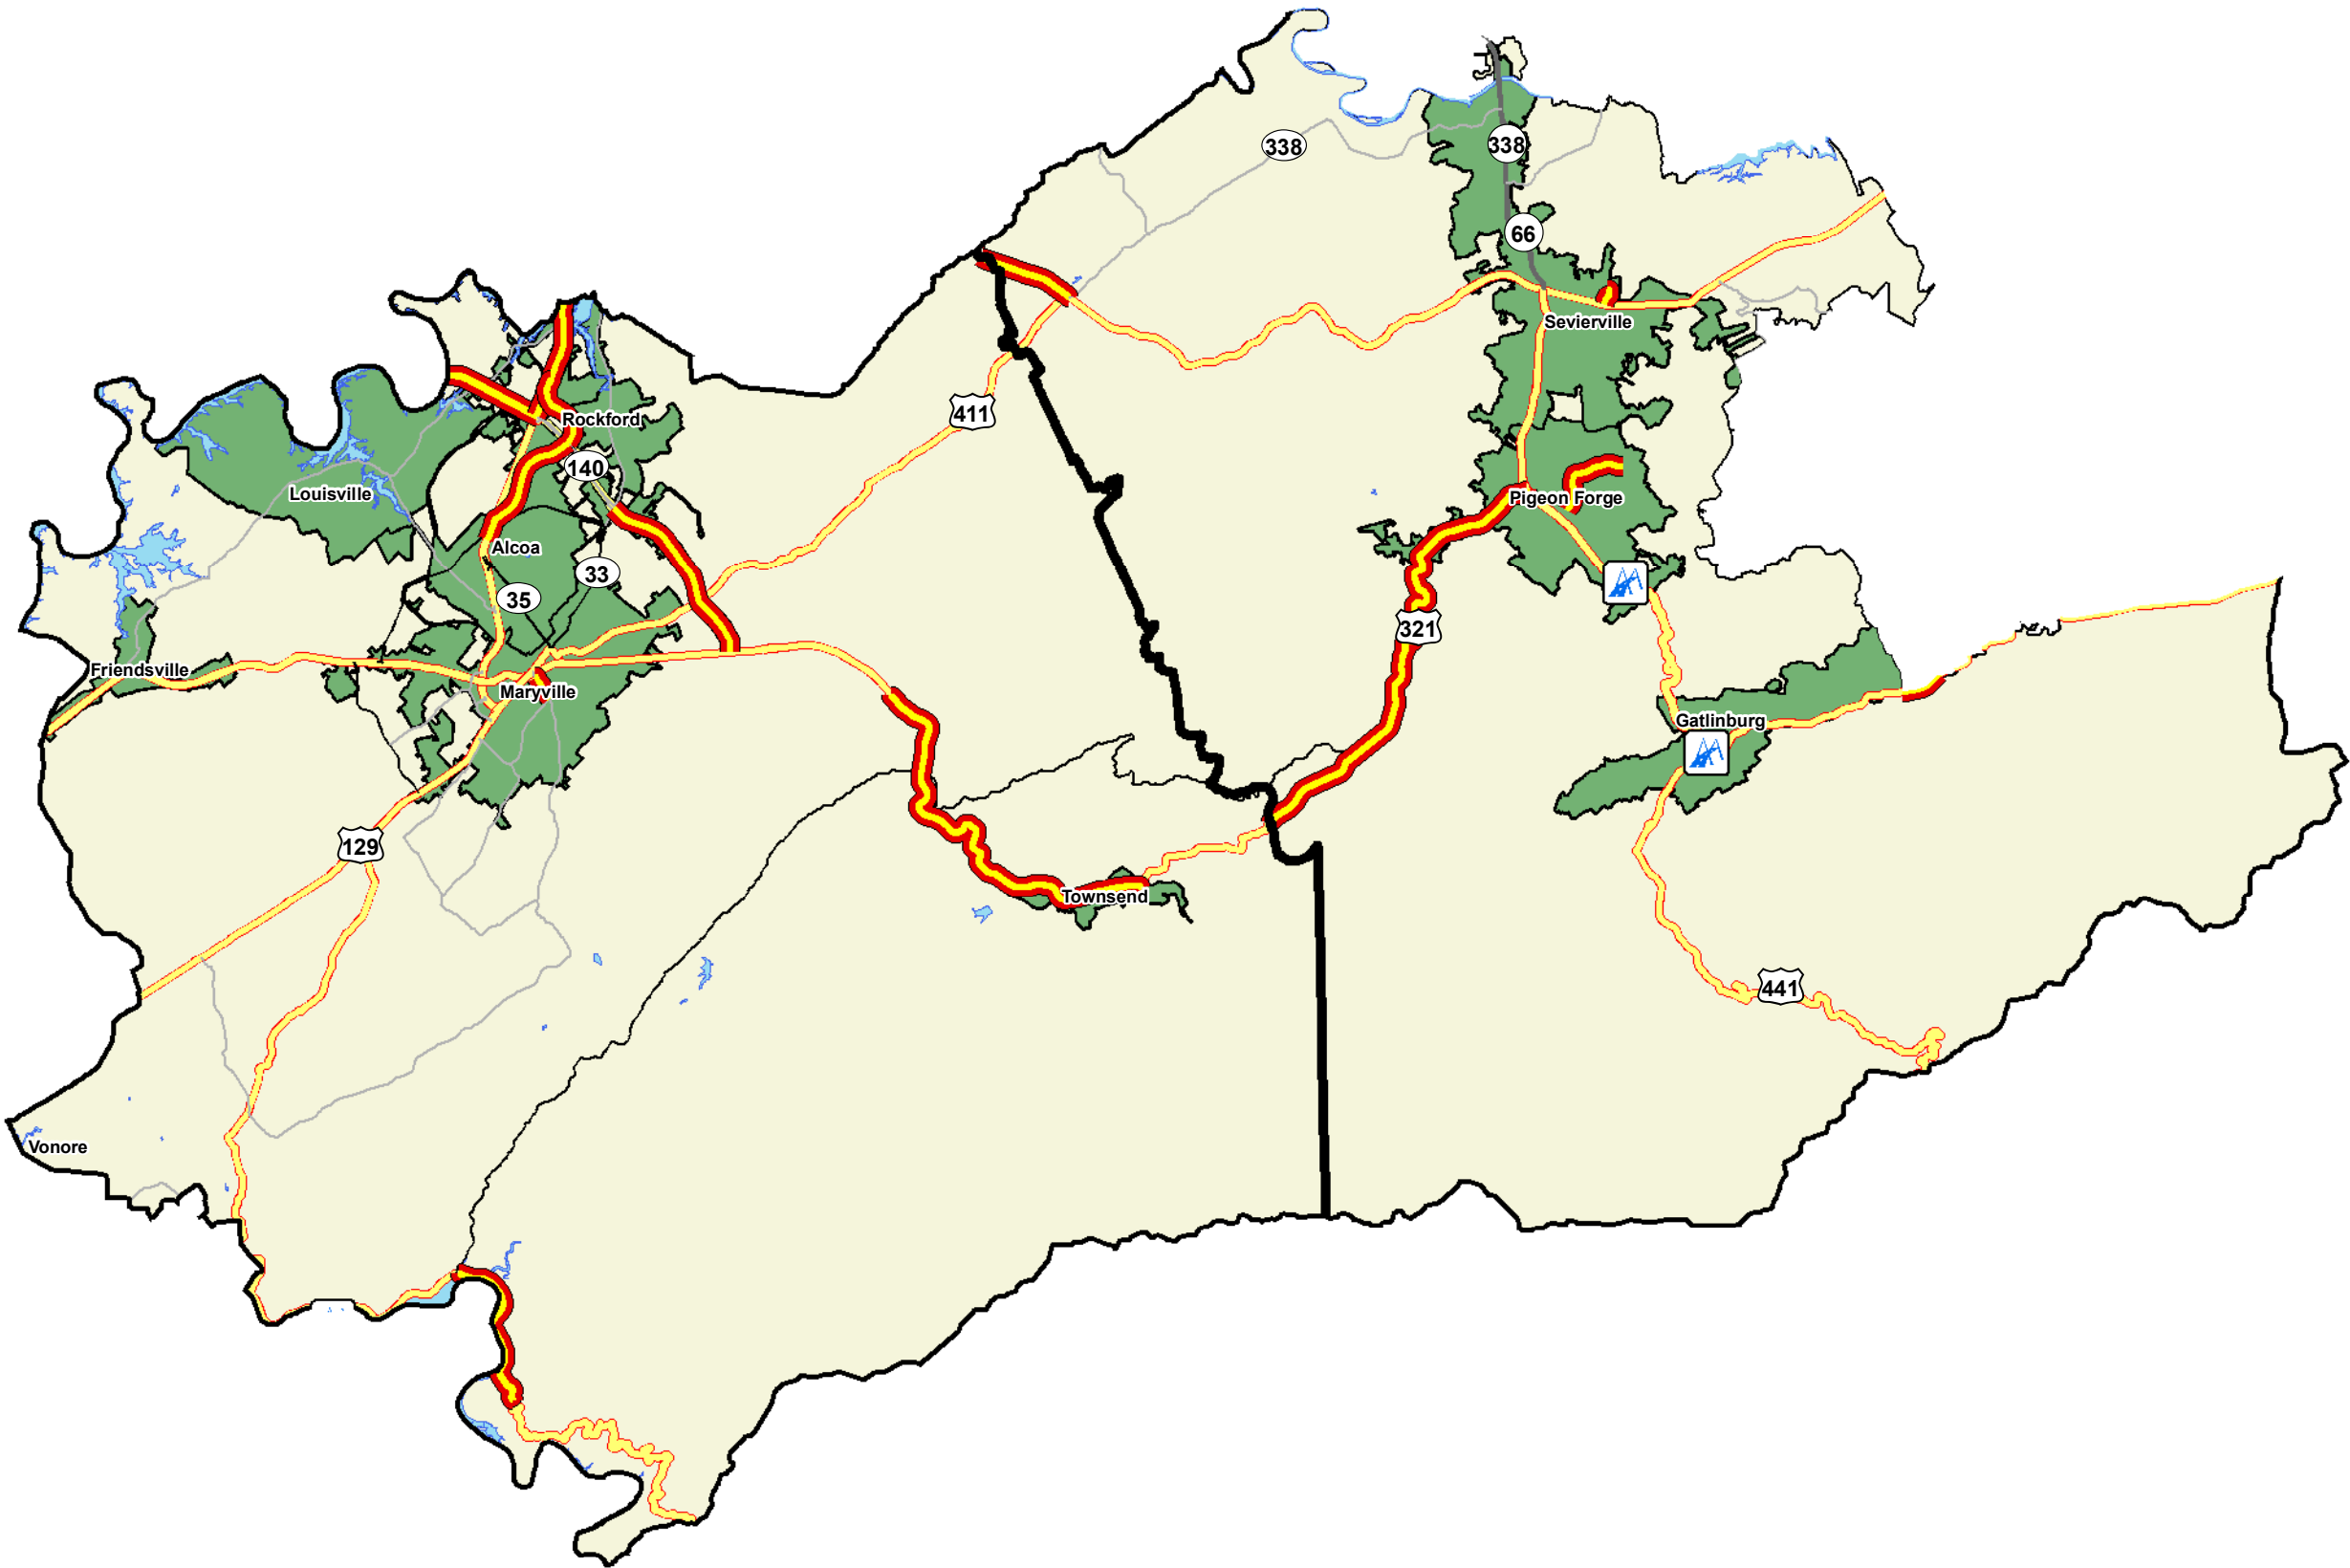 338
338
66
Sevierville
411
Rockford
140
Louisville
Pigeon Forge
Alcoa
33
35
321
Friendsville
Maryville
Gatlinburg
129
Townsend
441
Vonore